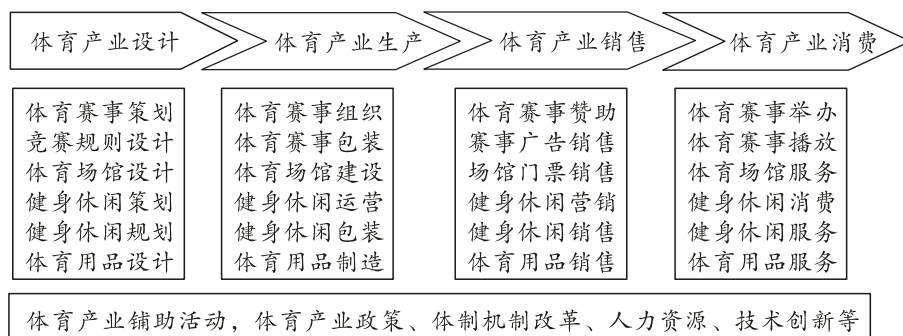 体育产业设计
体育产业生产
体育产业销售
体育产业消费
体育赛事策划
竞赛规则设计
体育场馆设计
健身休闲策划
健身休闲规划
体育用品设计
体育赛事组织
体育赛事包装
体育场馆建设
健身休闲运营
健身休闲包装
体育用品制造
体育赛事赞助
赛事广告销售
场馆门票销售
健身休闲营销
健身休闲销售
体育用品销售
体育赛事举办
体育赛事播放
体育场馆服务
健身休闲消费
健身休闲服务
体育用品服务
体育产业铺助活动，体育产业政策、体制机制改革、人力资源、技术创新等